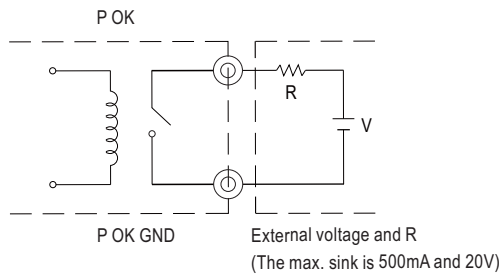 P OK
R
V
P OK GND
External voltage and R
(The max. sink is 500mA and 20V)